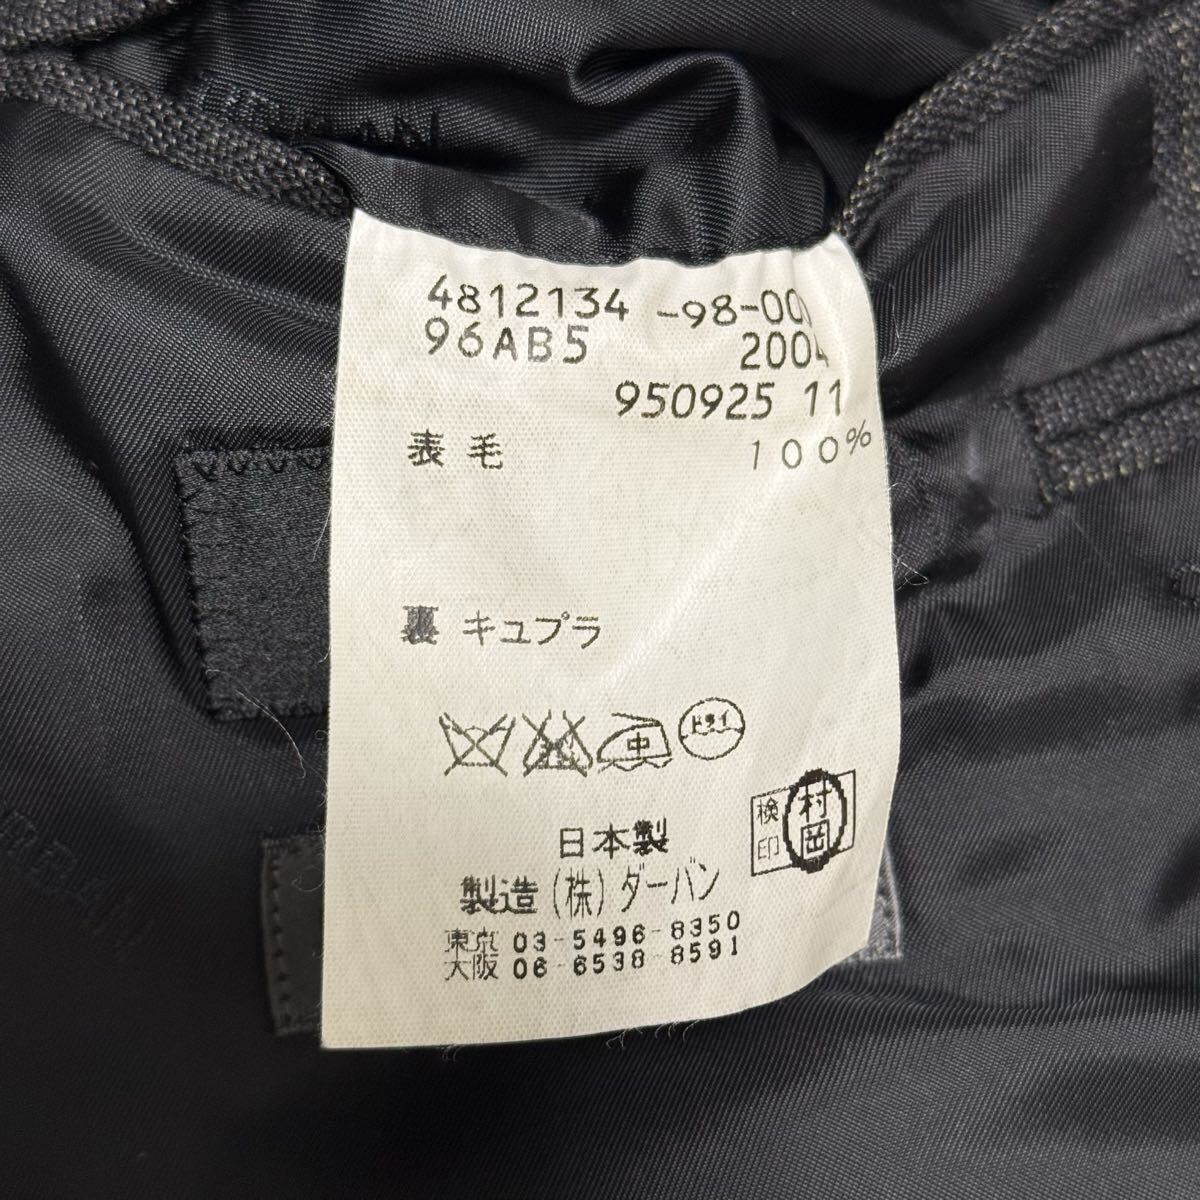 4812134 -98-00
96AB5 2004
950925 11
表 毛 100%
裏 キュプラ
中 ドライ
検印 村岡
日本製
製造 (株) ダーバン
東京 03-5496-8350
大阪 06-6538-8591